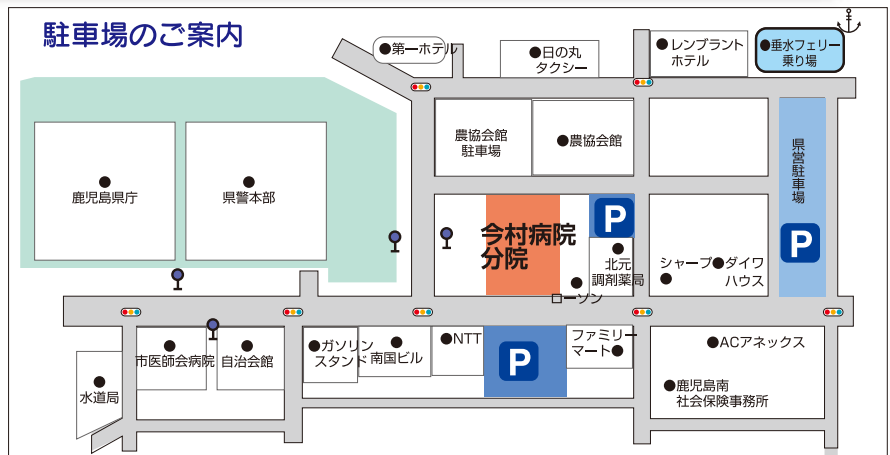 駐車場のご案内
第一ホテル
日の丸
タクシー
レンブラント
ホテル
垂水フェリー
乗り場
農協会館
駐車場
農協会館
県営駐車場
鹿児島県庁
県警本部
今村病院
分院
P
北元
調剤薬局
ローソン
シャープ
ダイワ
ハウス
P
市医師会病院
自治会館
ガソリン
スタンド
南国ビル
NTT
P
ファミリー
マート
ACアネックス
水道局
鹿児島南
社会保険事務所